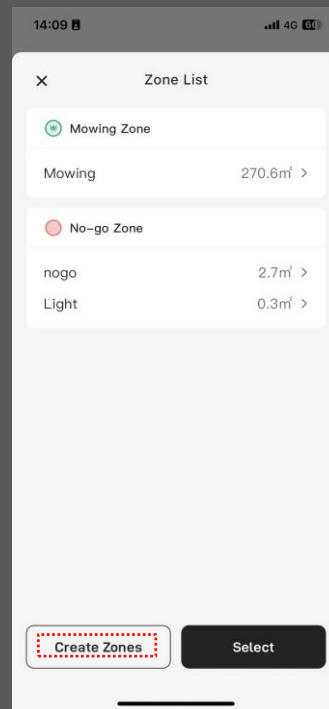 14:09 4G 60
× Zone List
Mowing Zone
Mowing 270.6㎡ >
No-go Zone
nogo 2.7㎡ >
Light 0.3㎡ >
Create Zones Select